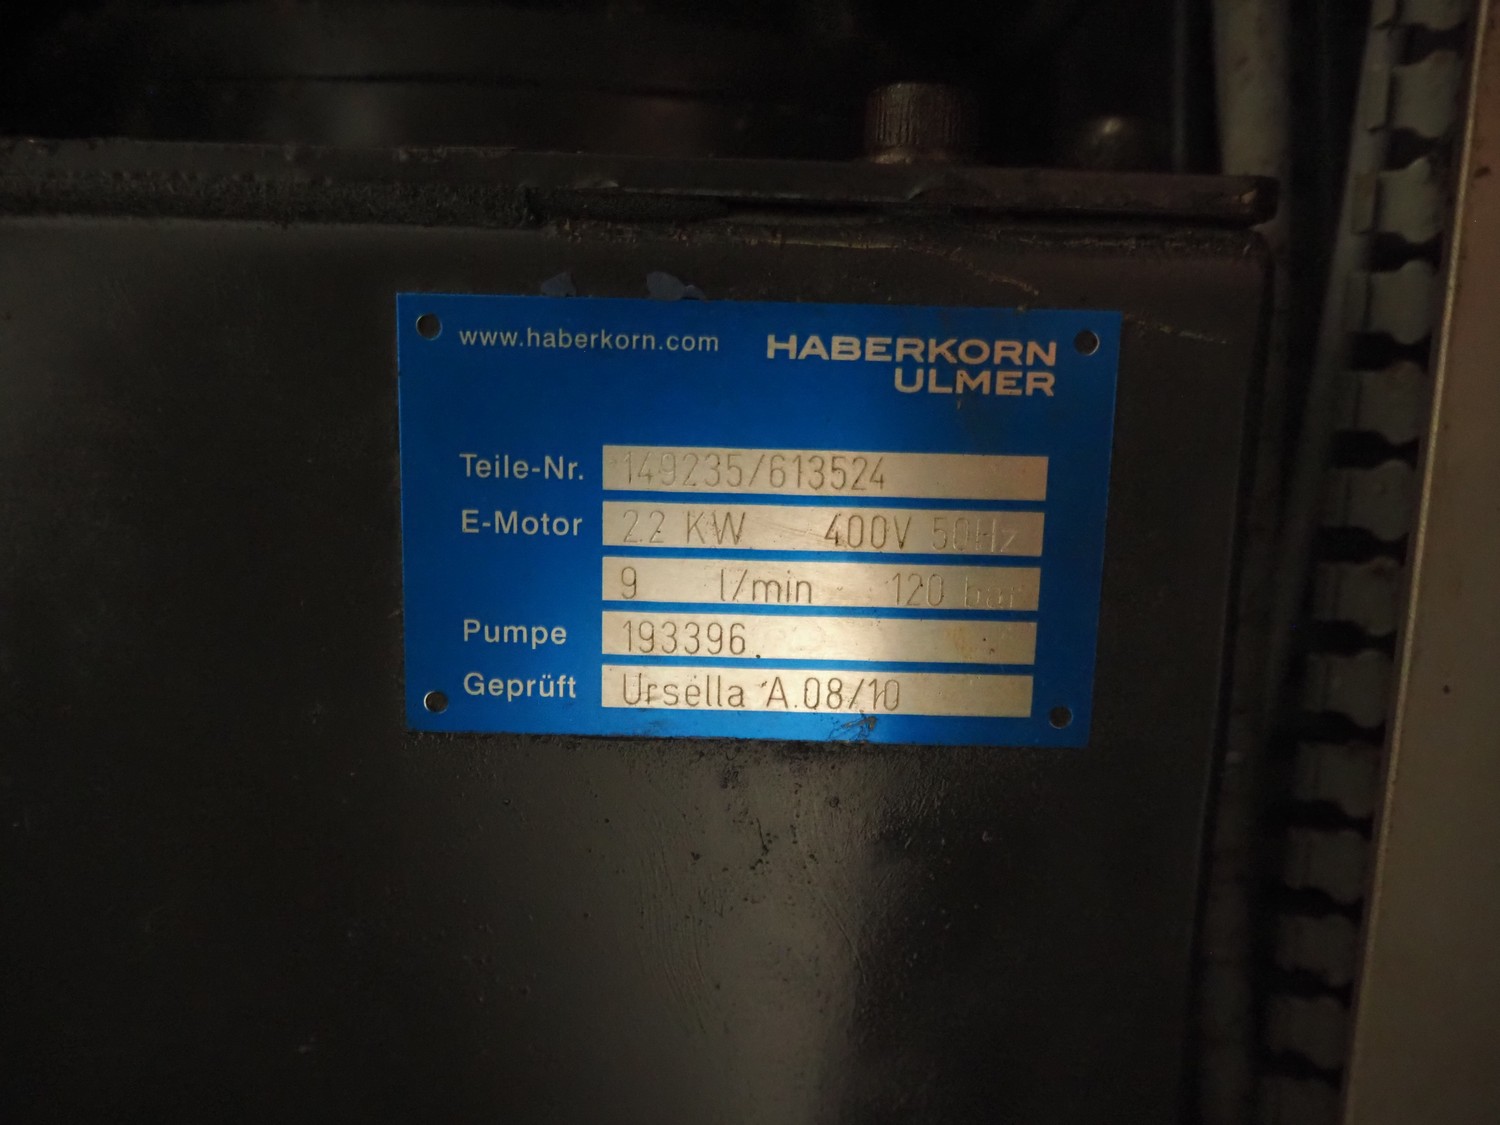 www.haberkorn.com
HABERKORN
ULMER
Teile-Nr. 149235/613524
E-Motor 2.2 KW 400V 50Hz
9 l/min 120 bar
Pumpe 193396
Geprüft Ursella A.08/10